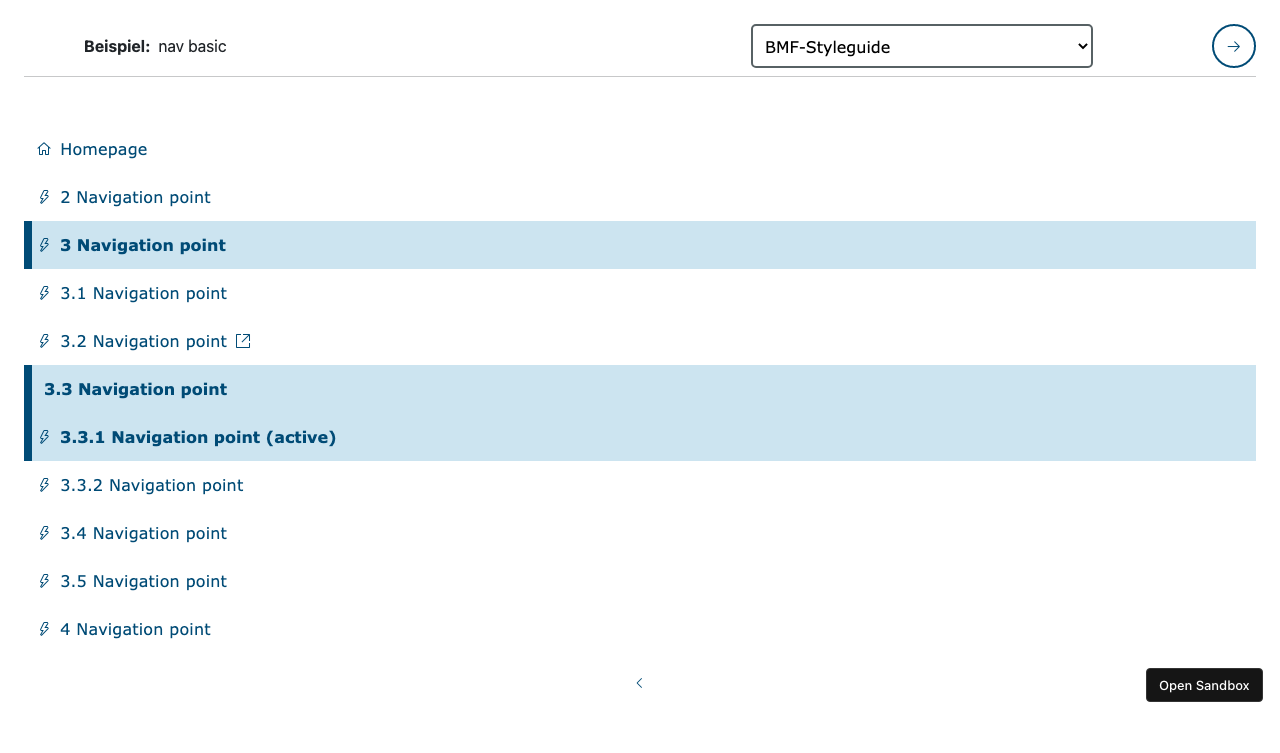 Beispiel: nav basic
BMF-Styleguide
Homepage
2 Navigation point
3 Navigation point
3.1 Navigation point
3.2 Navigation point
3.3 Navigation point
3.3.1 Navigation point (active)
3.3.2 Navigation point
3.4 Navigation point
3.5 Navigation point
4 Navigation point
Open Sandbox